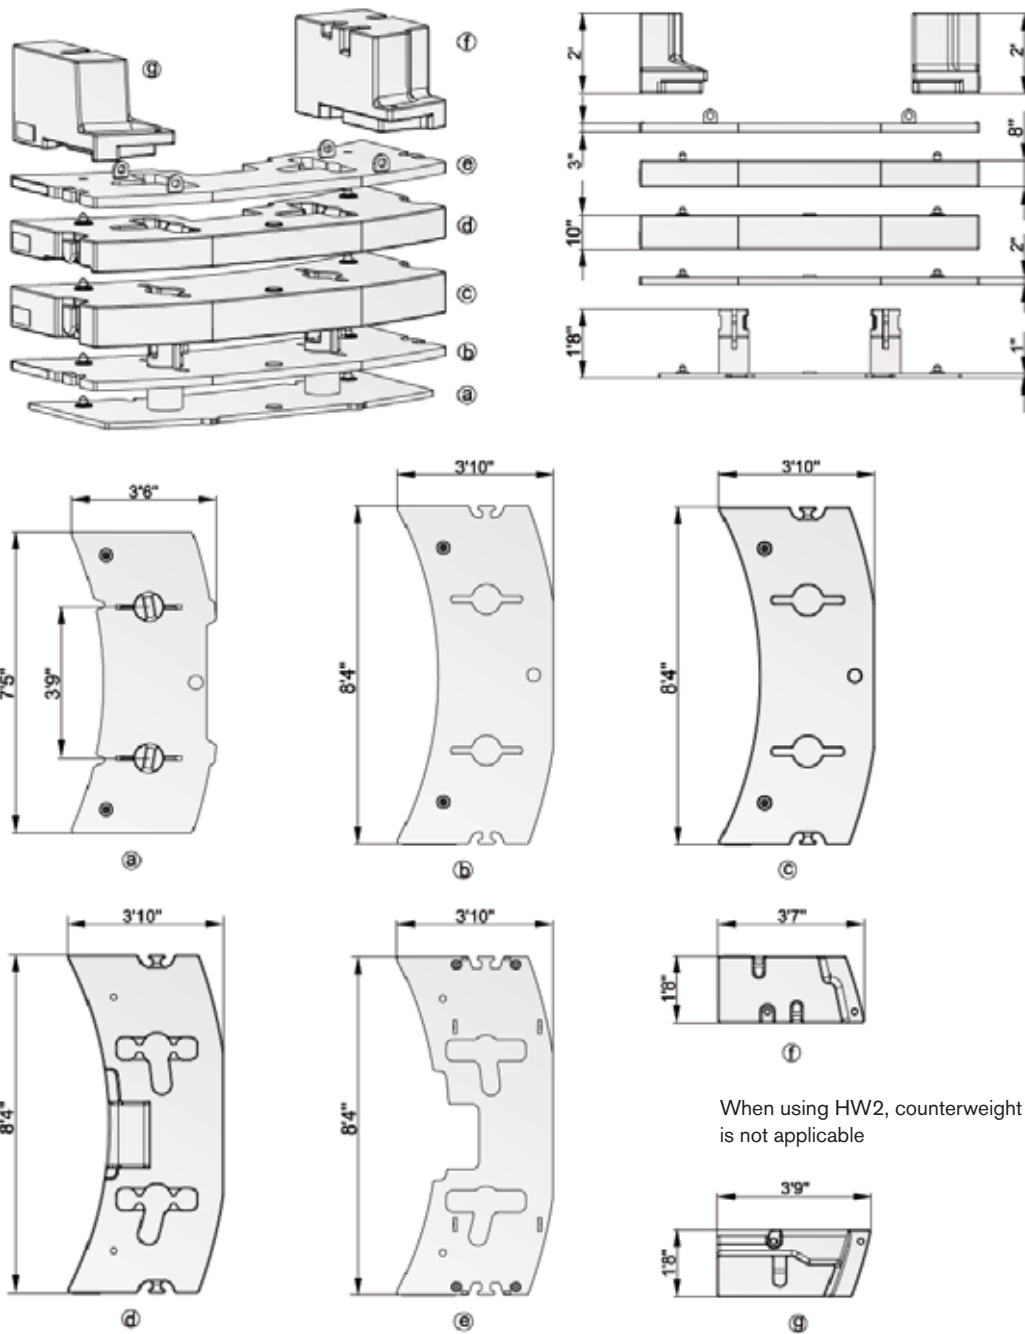 g
f
e
d
c
b
a
2'
2'
3"
8"
10"
2"
1'8"
1"
3'6"
7'5"
3'9"
a
3'10"
8'4"
b
3'10"
8'4"
c
3'10"
8'4"
d
3'10"
8'4"
e
3'7"
1'8"
f
When using HW2, counterweight
is not applicable
3'9"
1'8"
g